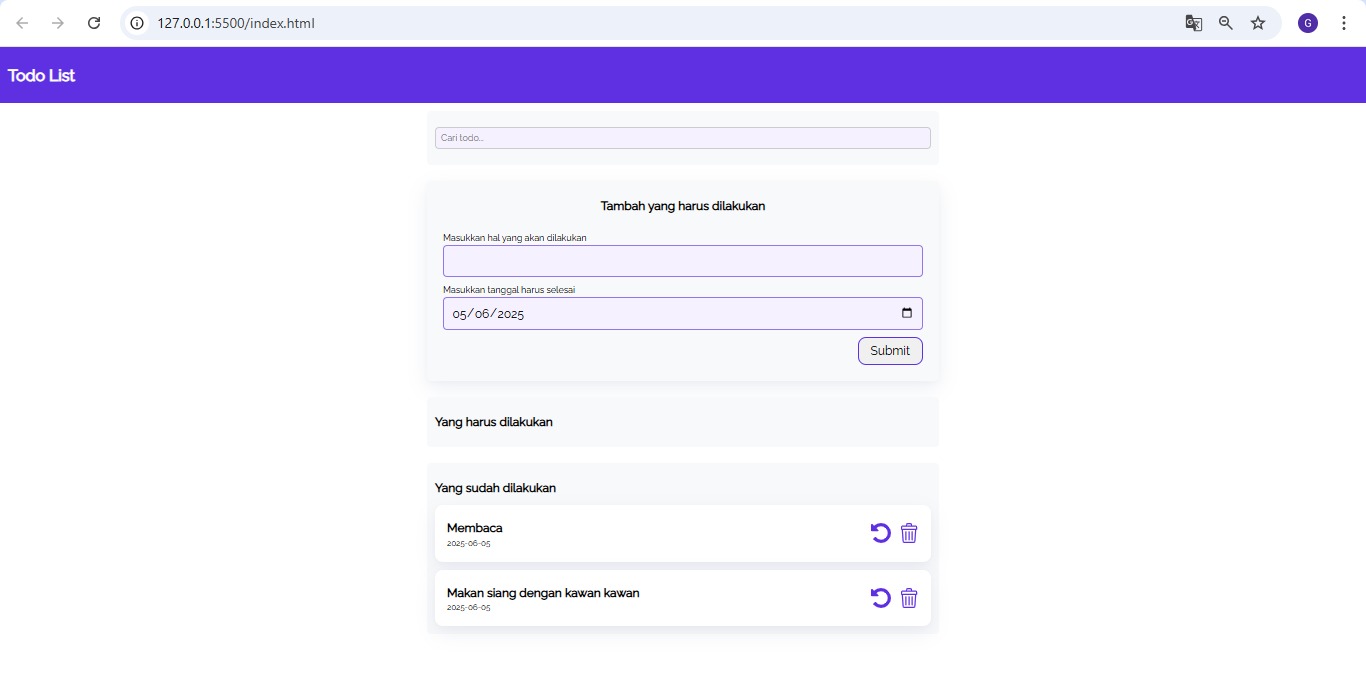 127.0.0.1:5500/index.html
G
Todo List
Cari todo...
Tambah yang harus dilakukan
Masukkan hal yang akan dilakukan
Masukkan tanggal harus selesai
05/06/2025
Submit
Yang harus dilakukan
Yang sudah dilakukan
Membaca
2025-06-05
Makan siang dengan kawan kawan
2025-06-05